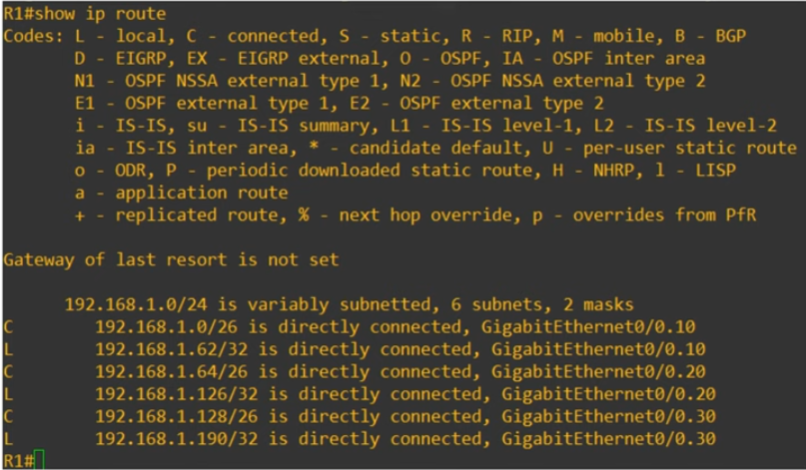 R1#show ip route
Codes: L - local, C - connected, S - static, R - RIP, M - mobile, B - BGP
       D - EIGRP, EX - EIGRP external, O - OSPF, IA - OSPF inter area
       N1 - OSPF NSSA external type 1, N2 - OSPF NSSA external type 2
       E1 - OSPF external type 1, E2 - OSPF external type 2
       i - IS-IS, su - IS-IS summary, L1 - IS-IS level-1, L2 - IS-IS level-2
       ia - IS-IS inter area, * - candidate default, U - per-user static route
       o - ODR, P - periodic downloaded static route, H - NHRP, l - LISP
       a - application route
       + - replicated route, % - next hop override, p - overrides from PfR
Gateway of last resort is not set
      192.168.1.0/24 is variably subnetted, 6 subnets, 2 masks
C        192.168.1.0/26 is directly connected, GigabitEthernet0/0.10
L        192.168.1.62/32 is directly connected, GigabitEthernet0/0.10
C        192.168.1.64/26 is directly connected, GigabitEthernet0/0.20
L        192.168.1.126/32 is directly connected, GigabitEthernet0/0.20
C        192.168.1.128/26 is directly connected, GigabitEthernet0/0.30
L        192.168.1.190/32 is directly connected, GigabitEthernet0/0.30
R1#